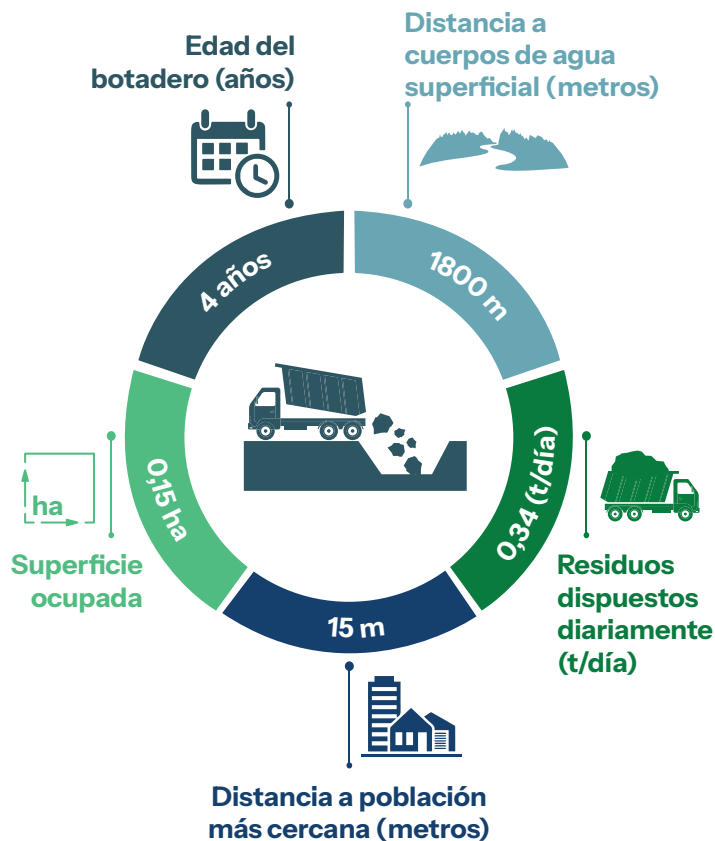 Edad del
botadero (años)
Distancia a
cuerpos de agua
superficial (metros)
4 años
1800 m
0,15 ha
0,34 (t/día)
15 m
ha
Superficie
ocupada
Residuos
dispuestos
diariamente
(t/día)
Distancia a población
más cercana (metros)